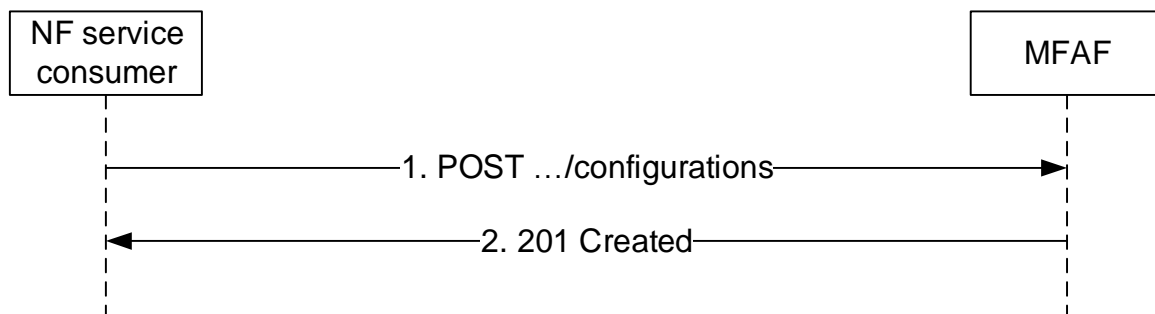 NF service
consumer
MFAF
1. POST …/configurations
2. 201 Created